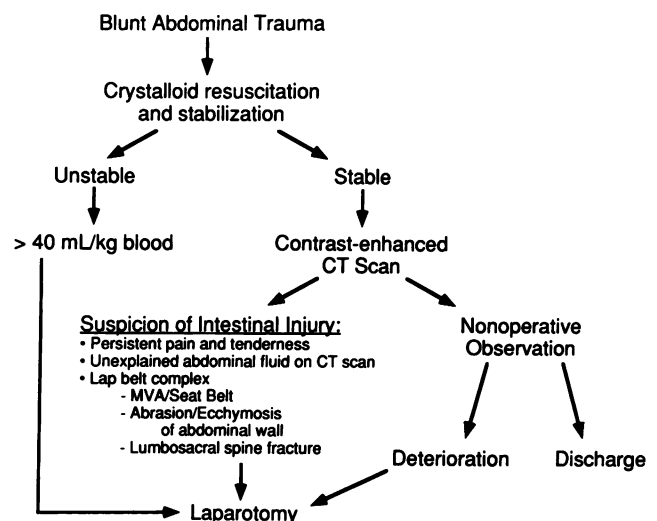 Blunt Abdominal Trauma
Crystalloid resuscitation
and stabilization
Unstable
Stable
> 40 mL/kg blood
Contrast-enhanced
CT Scan
Suspicion of Intestinal Injury:
• Persistent pain and tenderness
• Unexplained abdominal fluid on CT scan
• Lap belt complex
- MVA/Seat Belt
- Abrasion/Ecchymosis
of abdominal wall
- Lumbosacral spine fracture
Nonoperative
Observation
Deterioration
Discharge
Laparotomy